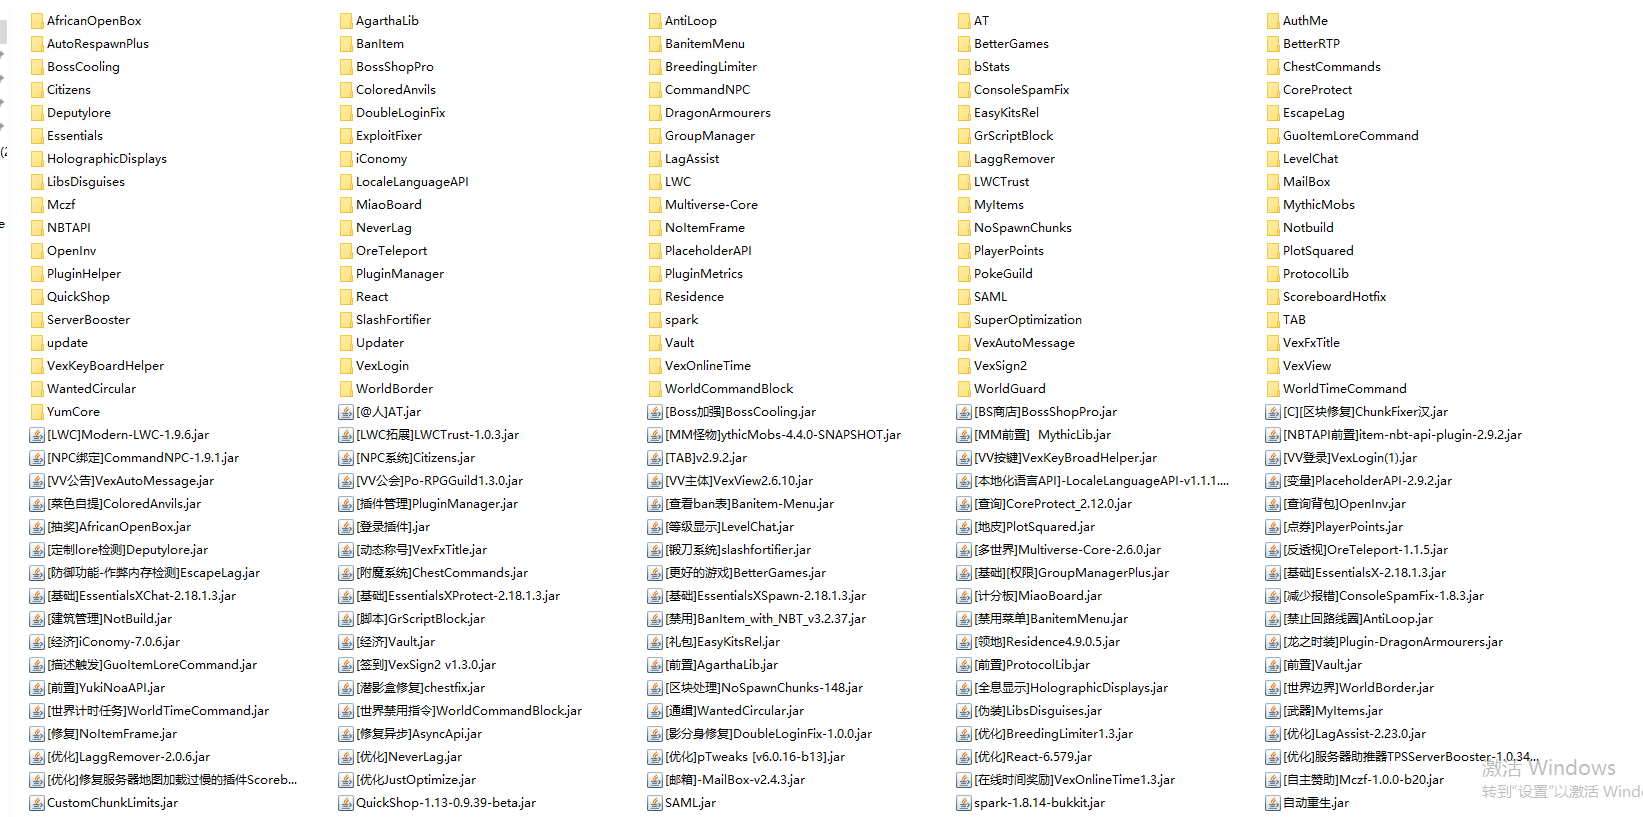 AfricanOpenBox AgarthaLib AntiLoop AT AuthMe
AutoRespawnPlus BanItem BanitemMenu BetterGames BetterRTP
BossCooling BossShopPro BreedingLimiter bStats ChestCommands
Citizens ColoredAnvils CommandNPC ConsoleSpamFix CoreProtect
Deputylore DoubleLoginFix DragonArmourers EasyKitsRel EscapeLag
Essentials ExploitFixer GroupManager GrScriptBlock GuoItemLoreCommand
HolographicDisplays iConomy LagAssist LaggRemover LevelChat
LibsDisguises LocaleLanguageAPI LWC LWCTrust MailBox
Mczf MiaoBoard Multiverse-Core MyItems MythicMobs
NBTAPI NeverLag NoItemFrame NoSpawnChunks Notbuild
OpenInv OreTeleport PlaceholderAPI PlayerPoints PlotSquared
PluginHelper PluginManager PluginMetrics PokeGuild ProtocolLib
QuickShop React Residence SAML ScoreboardHotfix
ServerBooster SlashFortifier spark SuperOptimization TAB
update Updater Vault VexAutoMessage VexFxTitle
VexKeyBoardHelper VexLogin VexOnlineTime VexSign2 VexView
WantedCircular WorldBorder WorldCommandBlock WorldGuard WorldTimeCommand
YumCore [@人]AT.jar [Boss加强]BossCooling.jar [BS商店]BossShopPro.jar [C][区块修复]ChunkFixer汉.jar
[LWC]Modern-LWC-1.9.6.jar [LWC拓展]LWCTrust-1.0.3.jar [MM怪物]ythicMobs-4.4.0-SNAPSHOT.jar [MM前置] MythicLib.jar [NBTAPI前置]item-nbt-api-plugin-2.9.2.jar
[NPC绑定]CommandNPC-1.9.1.jar [NPC系统]Citizens.jar [TAB]v2.9.2.jar [VV按键]VexKeyBroadHelper.jar [VV登录]VexLogin(1).jar
[VV公告]VexAutoMessage.jar [VV公会]Po-RPGGuild1.3.0.jar [VV主体]VexView2.6.10.jar [本地化语言API]-LocaleLanguageAPI-v1.1.1.... [变量]PlaceholderAPI-2.9.2.jar
[菜色自提]ColoredAnvils.jar [插件管理]PluginManager.jar [查看ban表]Banitem-Menu.jar [查询]CoreProtect_2.12.0.jar [查询背包]OpenInv.jar
[抽奖]AfricanOpenBox.jar [登录插件].jar [等级显示]LevelChat.jar [地皮]PlotSquared.jar [点券]PlayerPoints.jar
[定制lore检测]Deputylore.jar [动态称号]VexFxTitle.jar [锻刀系统]slashfortifier.jar [多世界]Multiverse-Core-2.6.0.jar [反透视]OreTeleport-1.1.5.jar
[防御功能-作弊内存检测]EscapeLag.jar [附魔系统]ChestCommands.jar [更好的游戏]BetterGames.jar [基础][权限]GroupManagerPlus.jar [基础]EssentialsX-2.18.1.3.jar
[基础]EssentialsXChat-2.18.1.3.jar [基础]EssentialsXProtect-2.18.1.3.jar [基础]EssentialsXSpawn-2.18.1.3.jar [计分板]MiaoBoard.jar [减少报错]ConsoleSpamFix-1.8.3.jar
[建筑管理]NotBuild.jar [脚本]GrScriptBlock.jar [禁用]BanItem_with_NBT_v3.2.37.jar [禁用菜单]BanitemMenu.jar [禁止回路线圈]AntiLoop.jar
[经济]iConomy-7.0.6.jar [经济]Vault.jar [礼包]EasyKitsRel.jar [领地]Residence4.9.0.5.jar [龙之时装]Plugin-DragonArmourers.jar
[描述触发]GuoItemLoreCommand.jar [签到]VexSign2 v1.3.0.jar [前置]AgarthaLib.jar [前置]ProtocolLib.jar [前置]Vault.jar
[前置]YukiNoaAPI.jar [潜影盒修复]chestfix.jar [区块处理]NoSpawnChunks-148.jar [全息显示]HolographicDisplays.jar [世界边界]WorldBorder.jar
[世界计时任务]WorldTimeCommand.jar [世界禁用指令]WorldCommandBlock.jar [通缉]WantedCircular.jar [伪装]LibsDisguises.jar [武器]MyItems.jar
[修复]NoItemFrame.jar [修复异步]AsyncApi.jar [影分身修复]DoubleLoginFix-1.0.0.jar [优化]BreedingLimiter1.3.jar [优化]LagAssist-2.23.0.jar
[优化]LaggRemover-2.0.6.jar [优化]NeverLag.jar [优化]pTweaks [v6.0.16-b13].jar [优化]React-6.579.jar [优化]服务器助推器TPSServerBooster-1.0.34...
[优化]修复服务器地图加载过慢的插件Scoreb... [优化]JustOptimize.jar [邮箱]-MailBox-v2.4.3.jar [在线时间奖励]VexOnlineTime1.3.jar [自主赞助]Mczf-1.0.0-b20.jar
CustomChunkLimits.jar QuickShop-1.13-0.9.39-beta.jar SAML.jar spark-1.8.14-bukkit.jar 自动重生.jar
激活 Windows
转到"设置"以激活 Wind